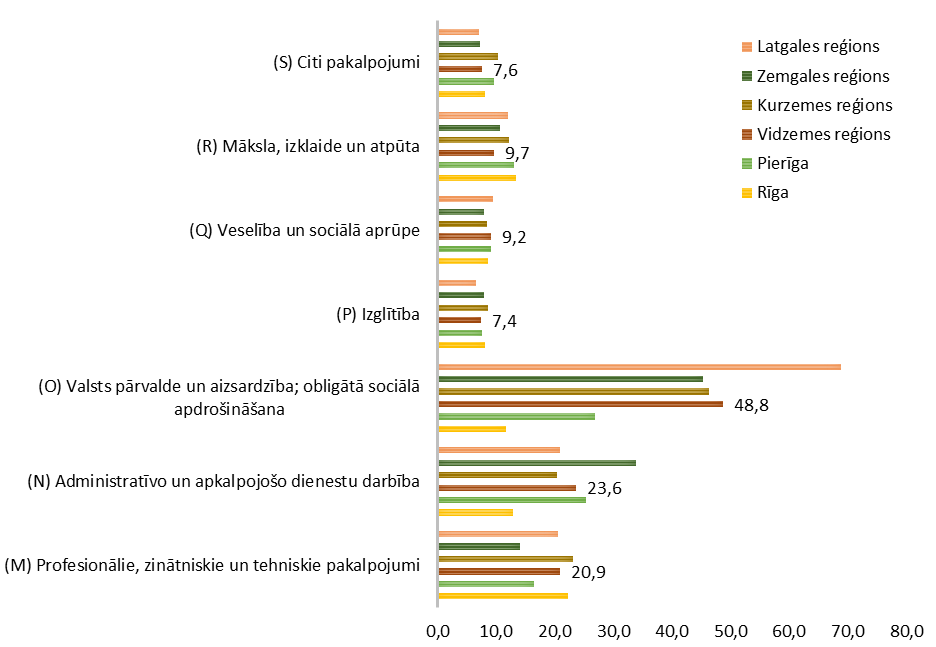 (S) Citi pakalpojumi
7,6
(R) Māksla, izklaide un atpūta
9,7
(Q) Veselība un sociālā aprūpe
9,2
(P) Izglītība
7,4
(O) Valsts pārvalde un aizsardzība; obligātā sociālā
apdrošināšana
48,8
(N) Administratīvo un apkalpojošo dienestu darbība
23,6
(M) Profesionālie, zinātniskie un tehniskie pakalpojumi
20,9
0,0 10,0 20,0 30,0 40,0 50,0 60,0 70,0 80,0
Latgales reģions
Zemgales reģions
Kurzemes reģions
Vidzemes reģions
Pierīga
Rīga